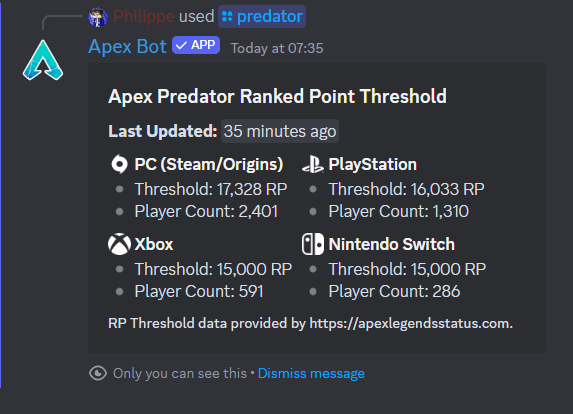 Philippe used predator
Apex Bot ✓ APP Today at 07:35
Apex Predator Ranked Point Threshold
Last Updated: 35 minutes ago
PC (Steam/Origins)
• Threshold: 17,328 RP
• Player Count: 2,401
PlayStation
• Threshold: 16,033 RP
• Player Count: 1,310
Xbox
• Threshold: 15,000 RP
• Player Count: 591
Nintendo Switch
• Threshold: 15,000 RP
• Player Count: 286
RP Threshold data provided by https://apexlegendsstatus.com.
Only you can see this • Dismiss message